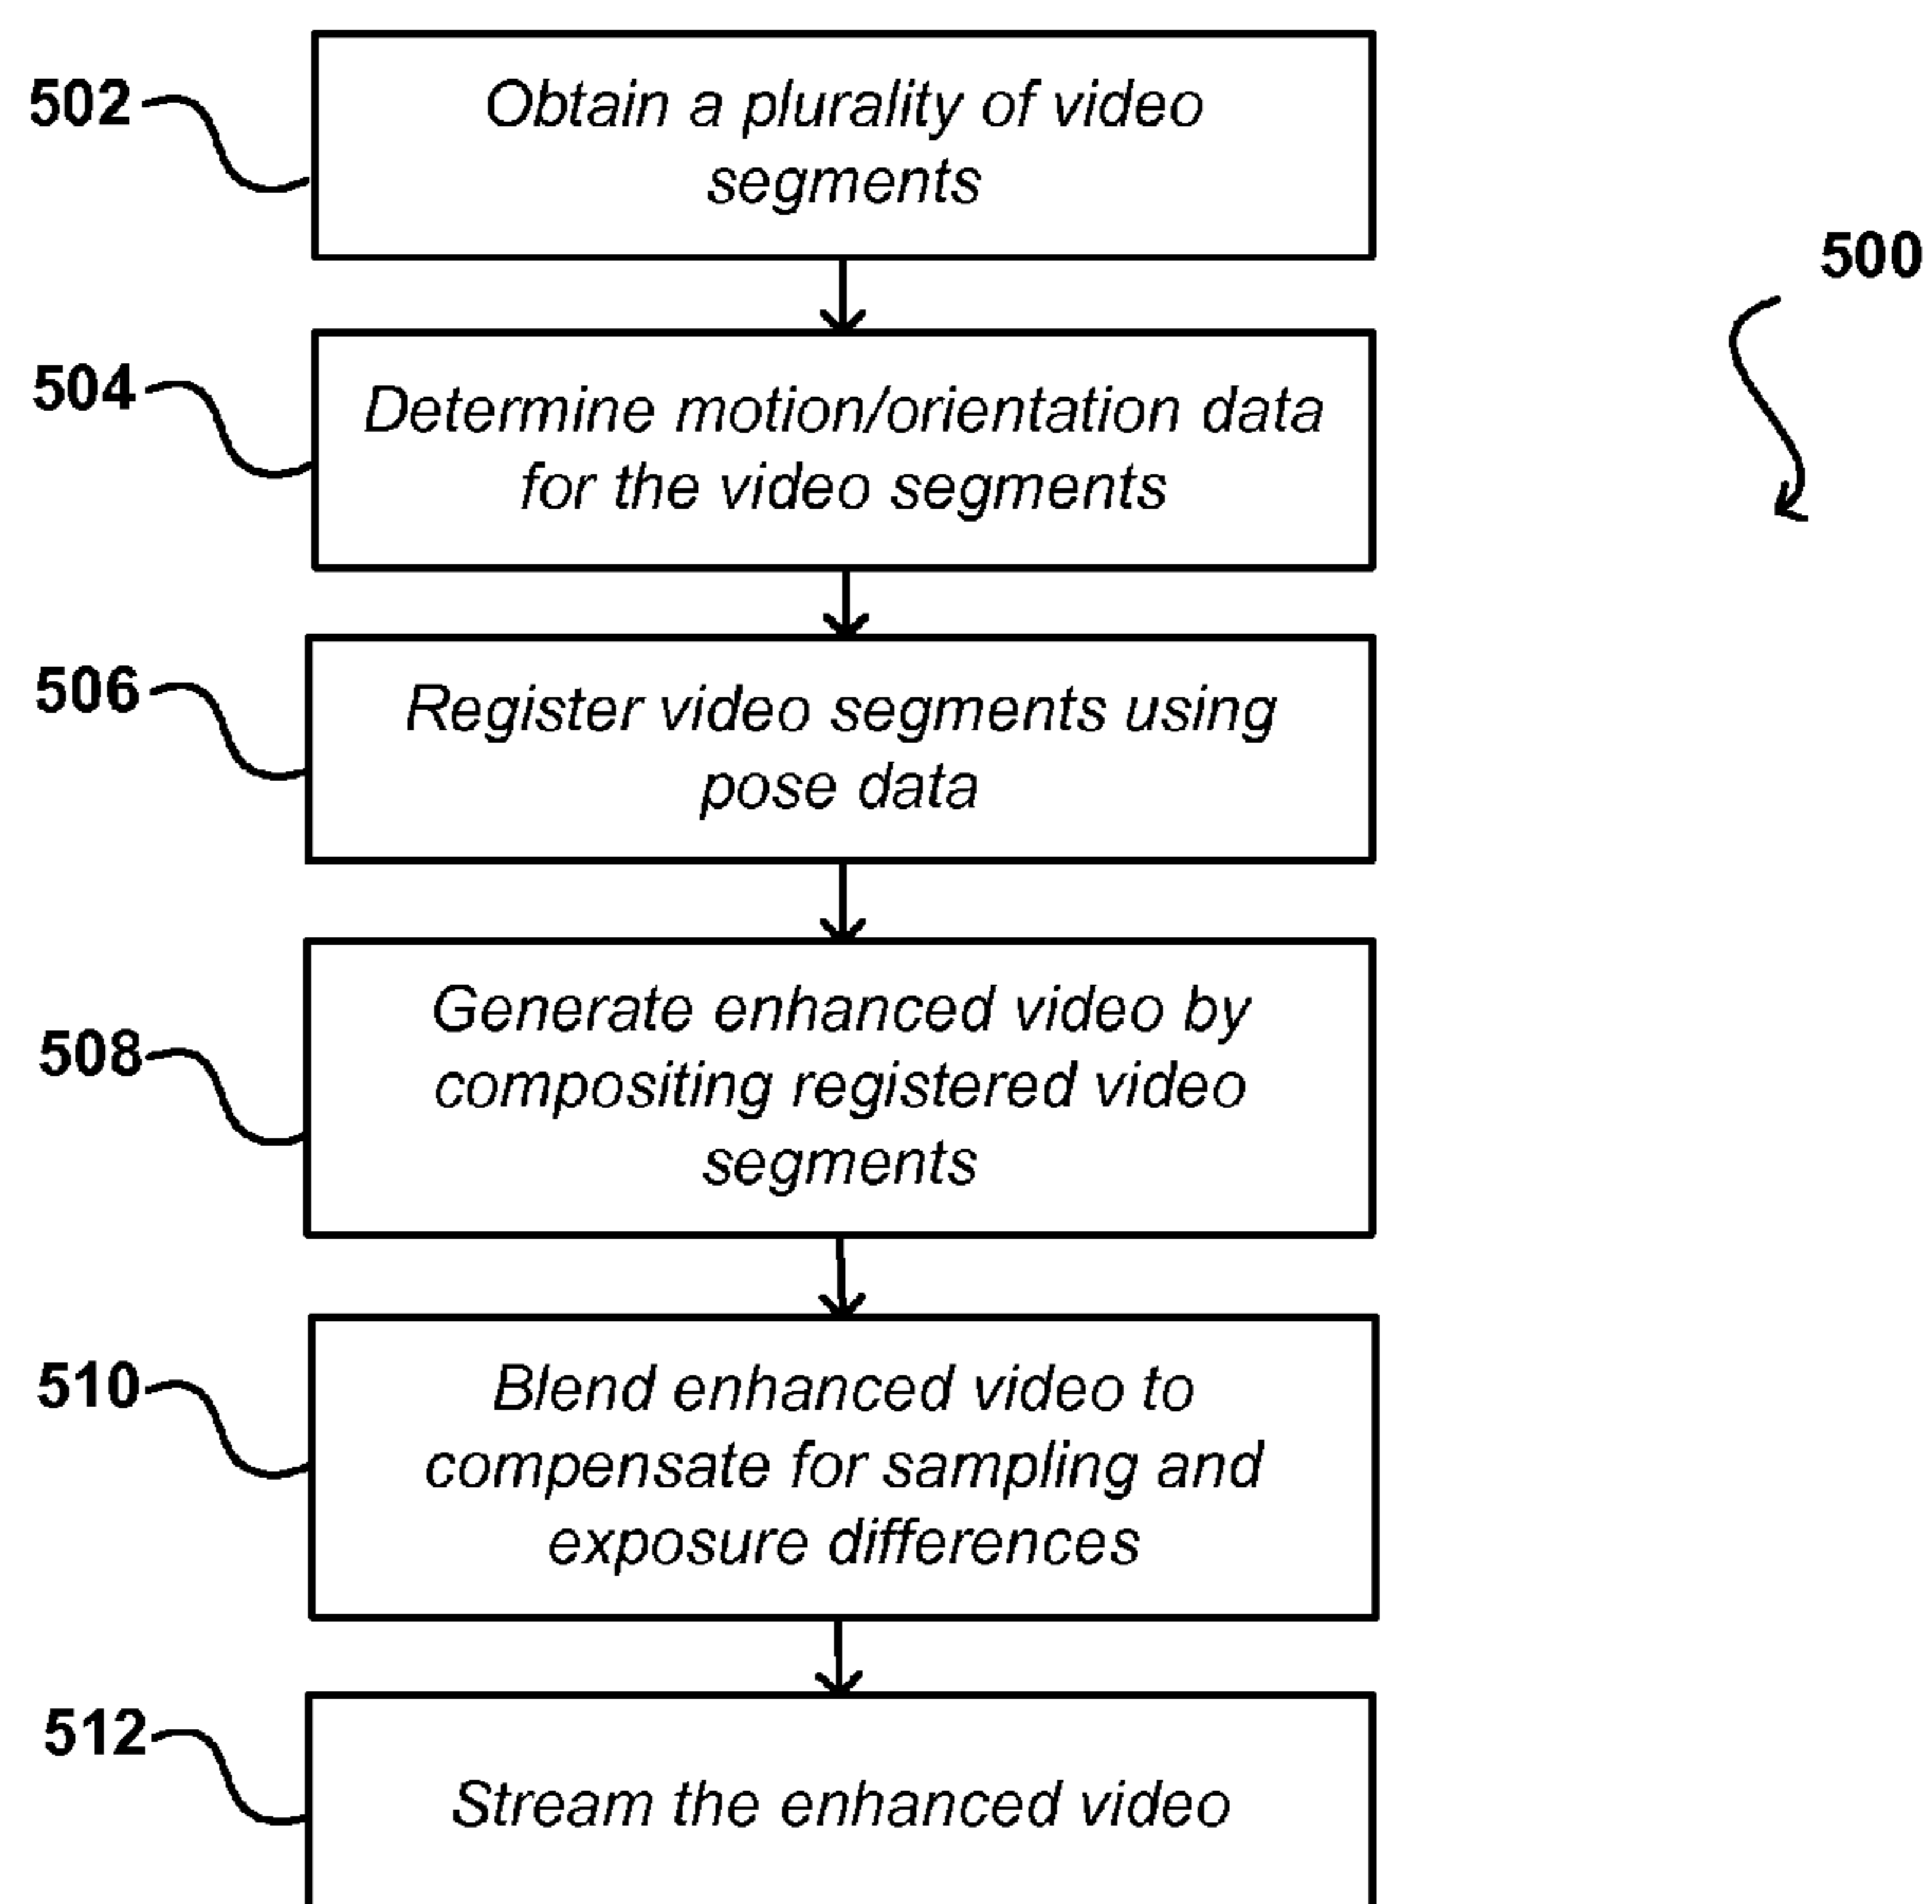 502
Obtain a plurality of video
segments
500
504
Determine motion/orientation data
for the video segments
506
Register video segments using
pose data
508
Generate enhanced video by
compositing registered video
segments
510
Blend enhanced video to
compensate for sampling and
exposure differences
512
Stream the enhanced video